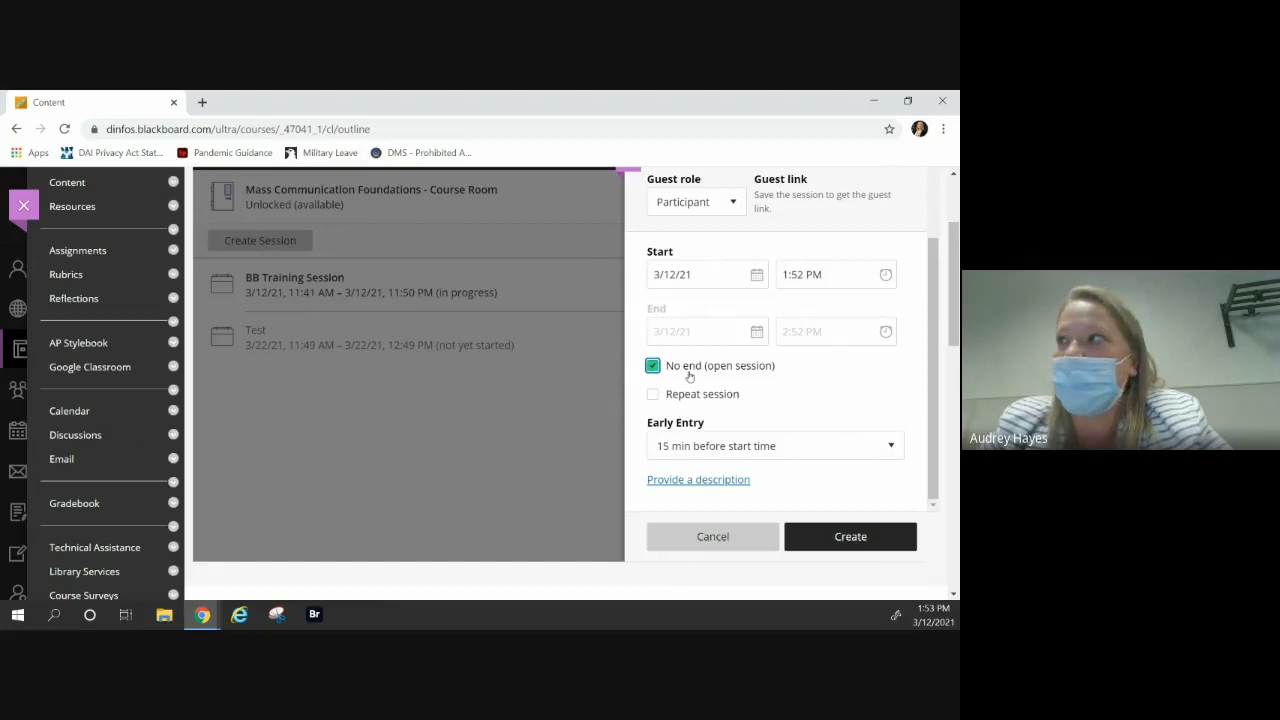 Content
dinfos.blackboard.com/ultra/courses/_47041_1/cl/outline
Apps
DAI Privacy Act Stat...
Pandemic Guidance
Military Leave
DMS - Prohibited A...
Content
Resources
Assignments
Rubrics
Reflections
AP Stylebook
Google Classroom
Calendar
Discussions
Email
Gradebook
Technical Assistance
Library Services
Course Surveys
Mass Communication Foundations - Course Room
Unlocked (available)
Create Session
BB Training Session
3/12/21, 11:41 AM – 3/12/21, 11:50 PM (in progress)
Test
3/22/21, 11:49 AM – 3/22/21, 12:49 PM (not yet started)
Guest role
Guest link
Participant
Save the session to get the guest
link.
Start
3/12/21
1:52 PM
End
3/12/21
2:52 PM
No end (open session)
Repeat session
Early Entry
15 min before start time
Provide a description
Cancel
Create
Br
1:53 PM
3/12/2021
Audrey Hayes